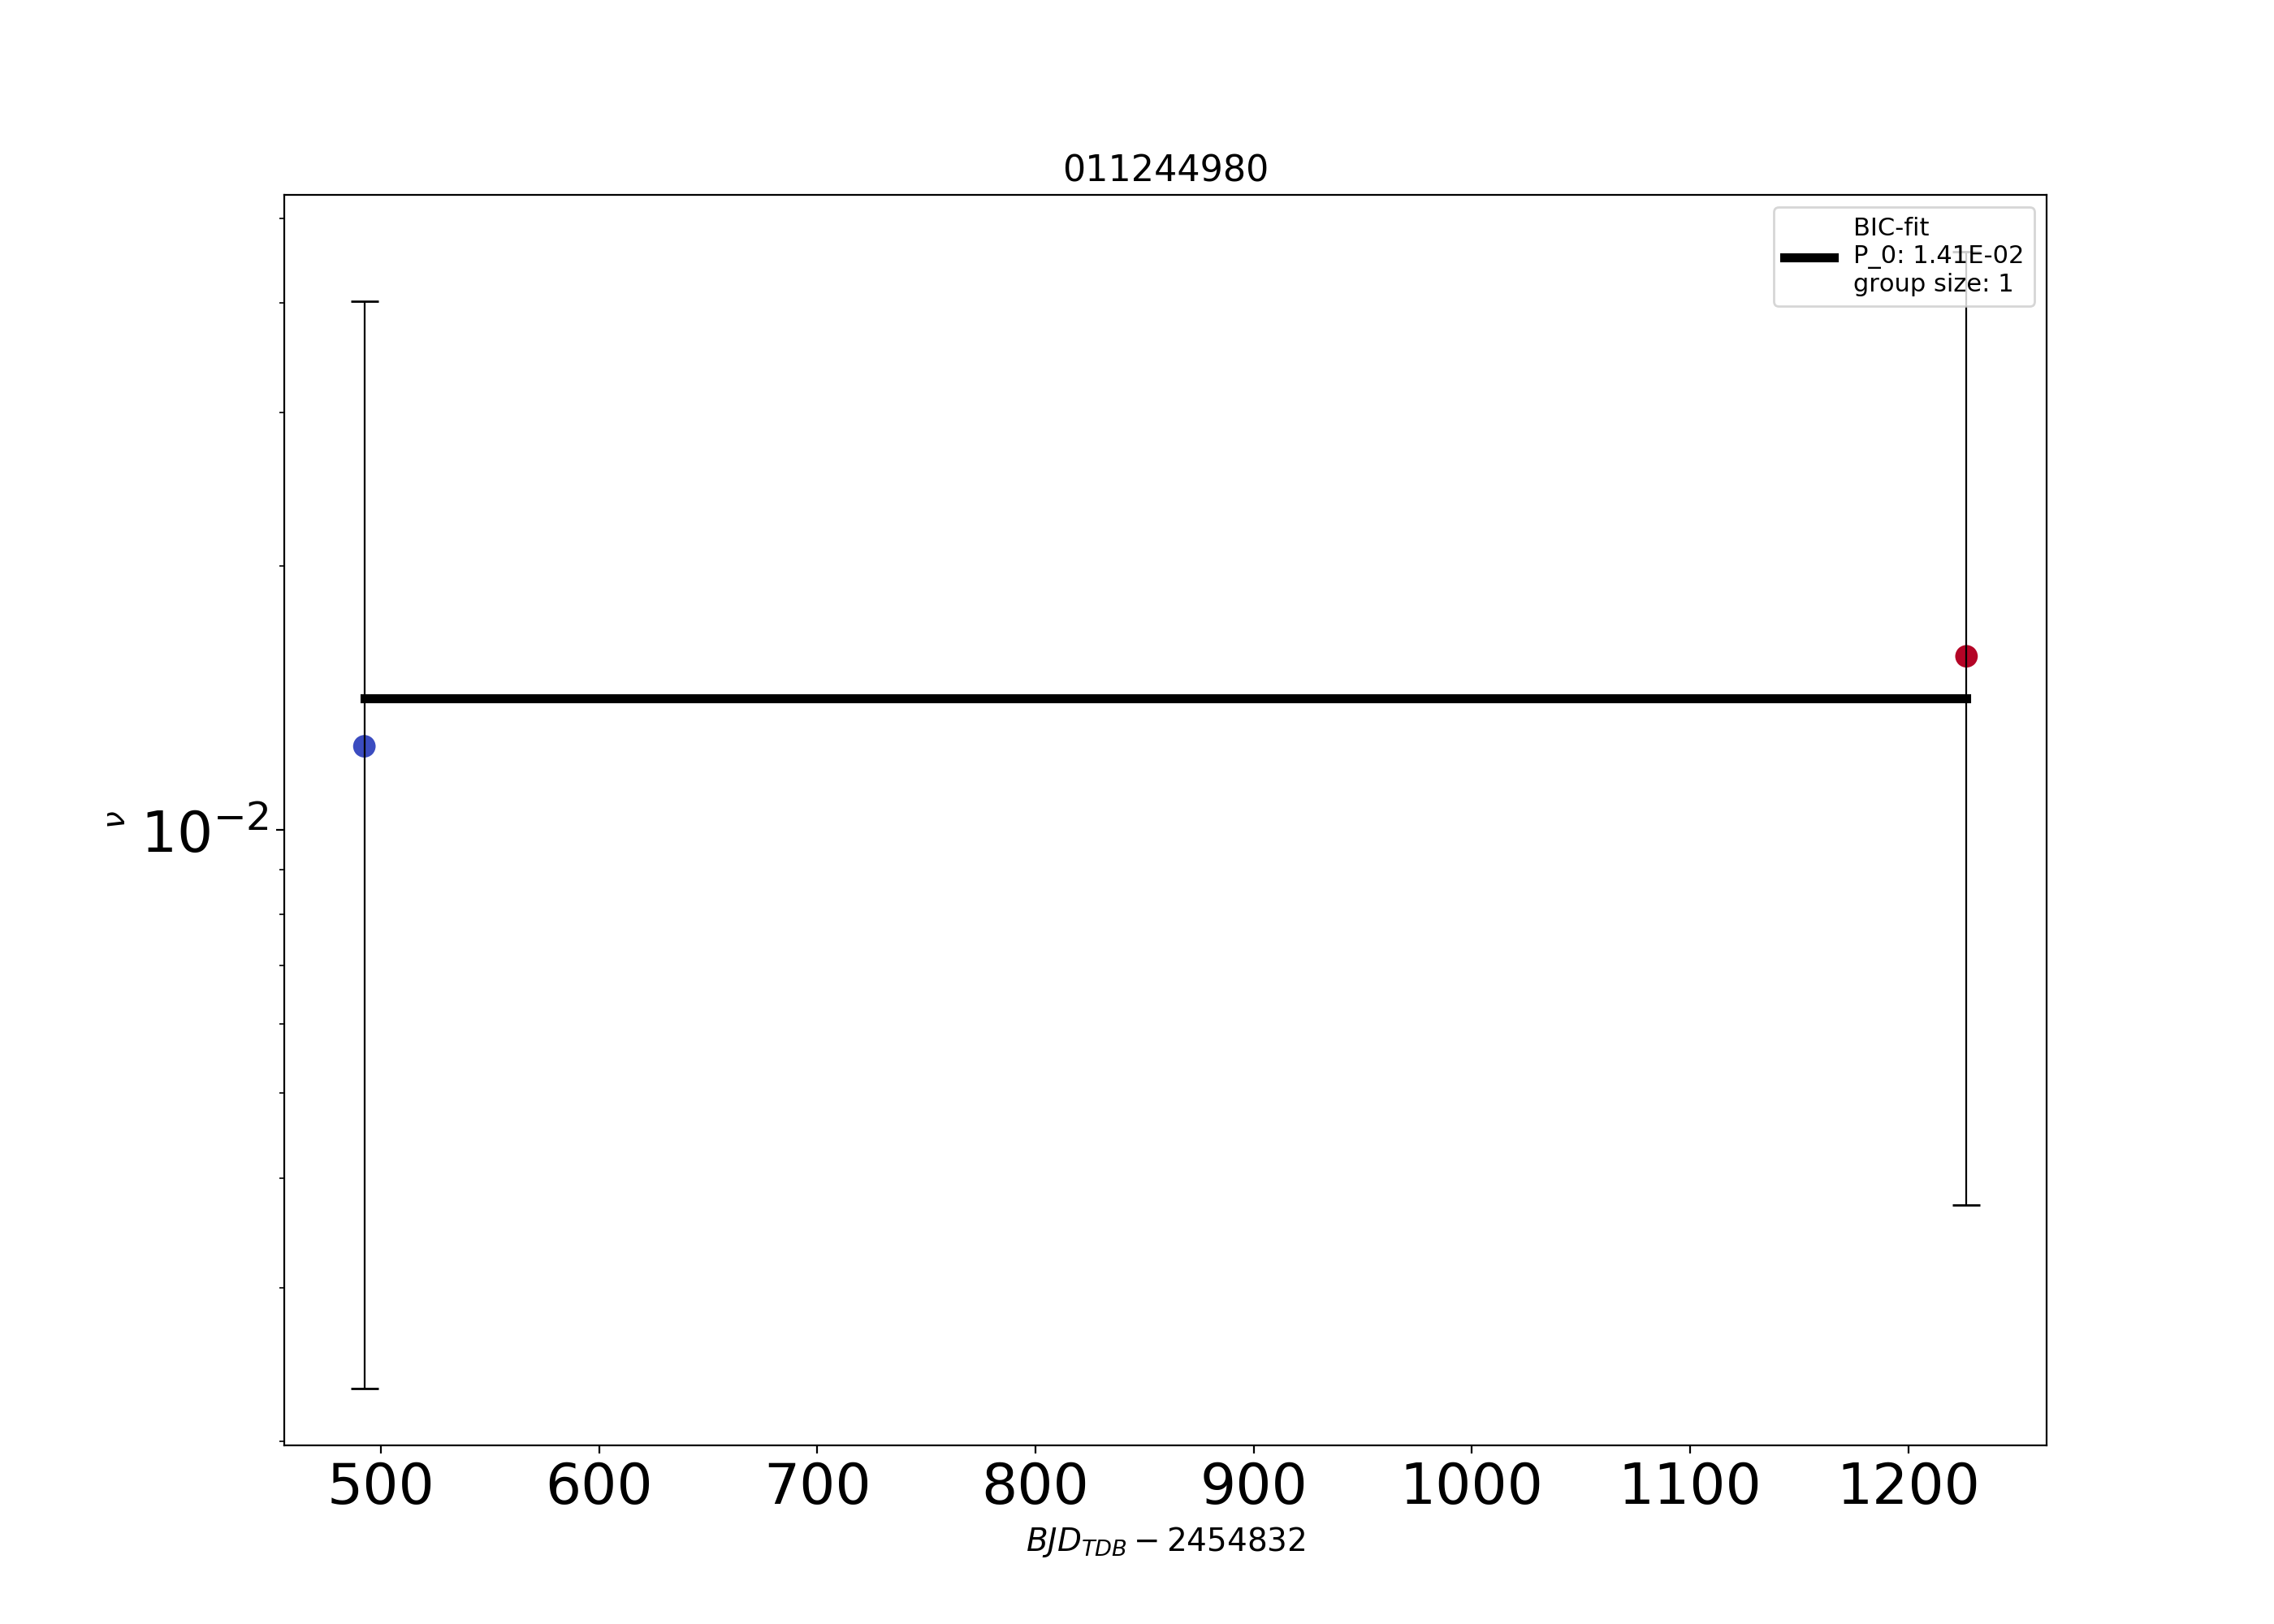 011244980
BIC-fit
P_0: 1.41E-02
group size: 1
ν
10⁻²
500 600 700 800 900 1000 1100 1200
BJD_TDB − 2454832